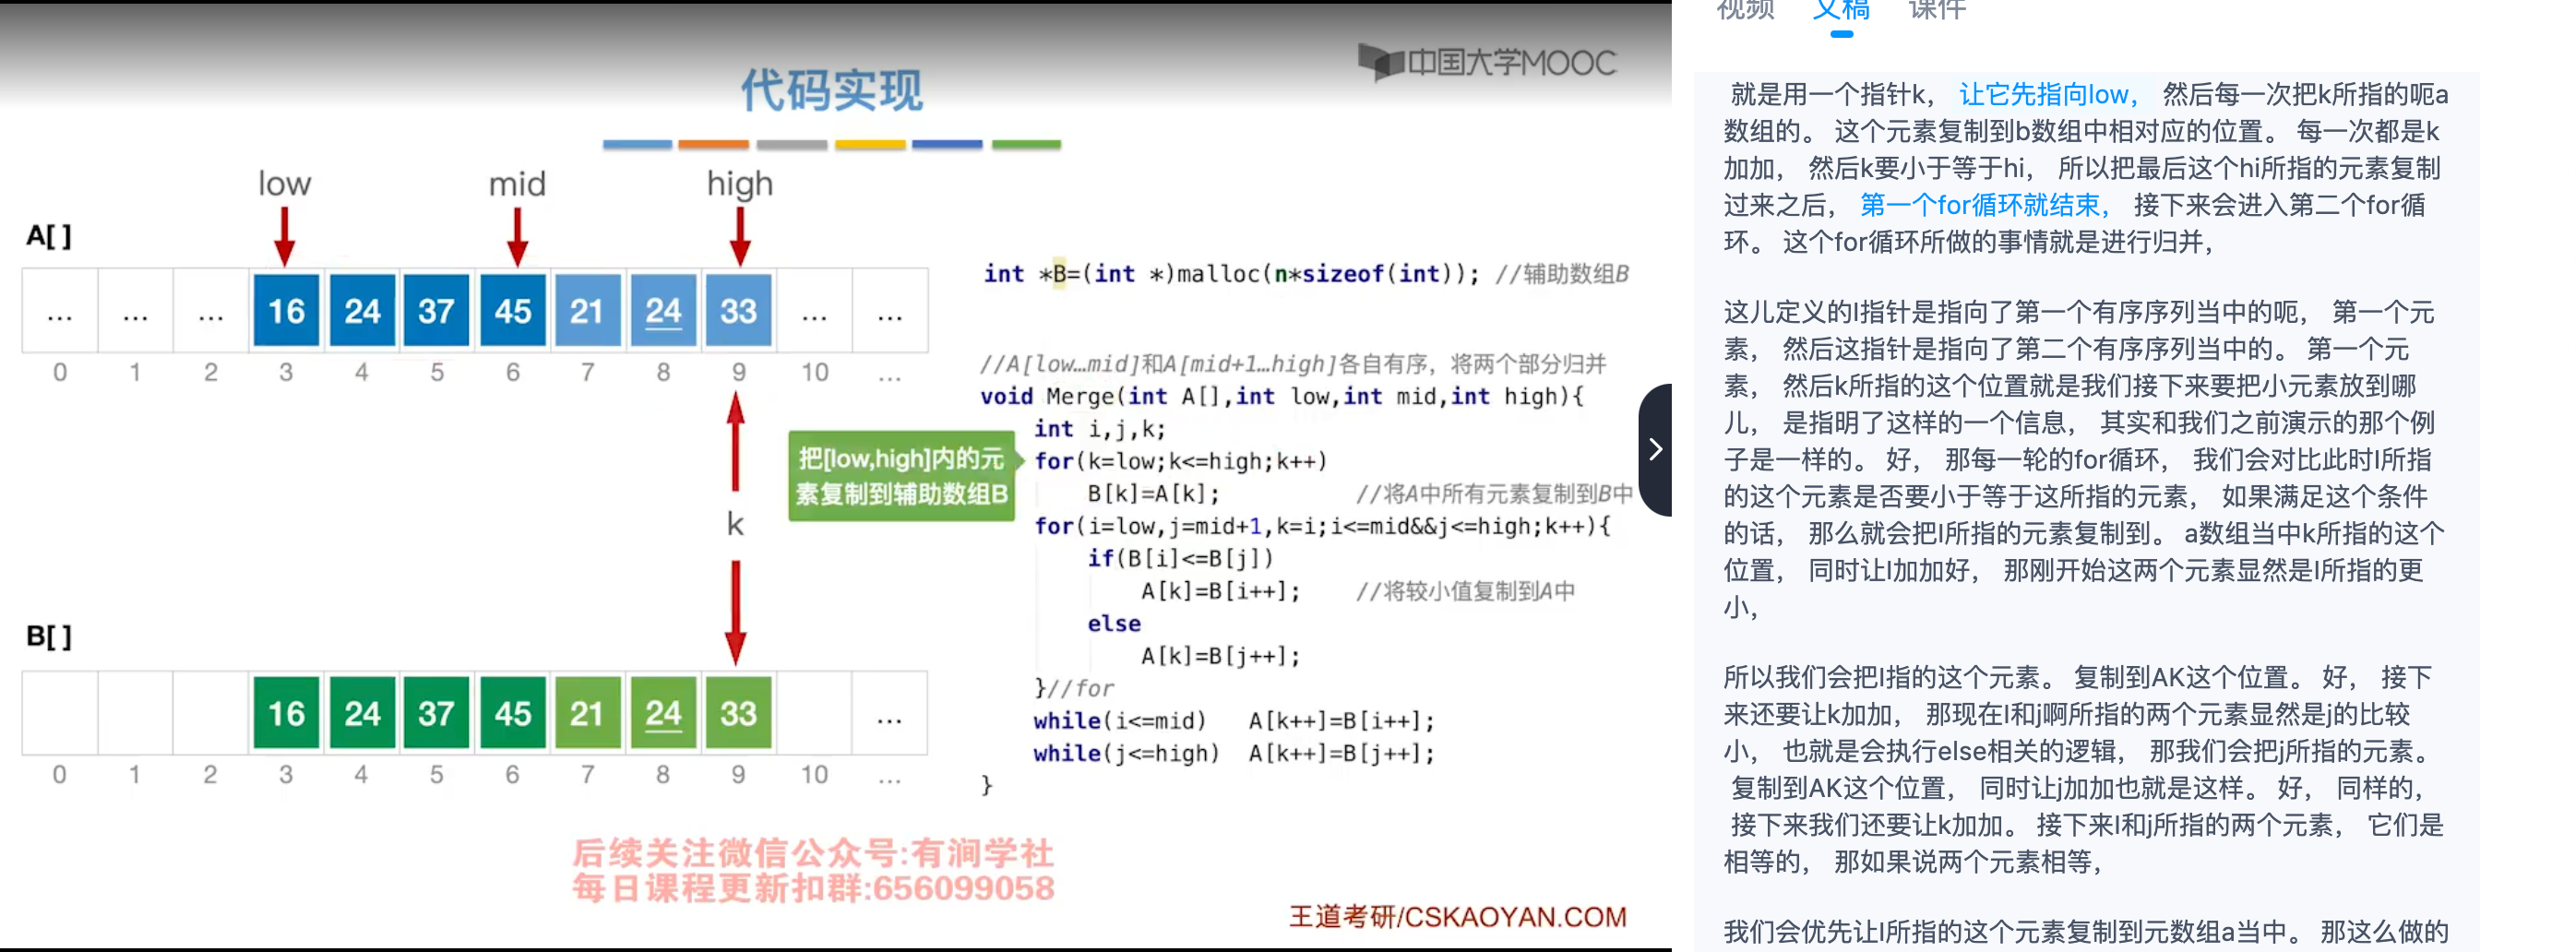 中国大学MOOC
代码实现
low mid high
A[]
... ... ... 16 24 37 45 21 24 33 ... ...
0 1 2 3 4 5 6 7 8 9 10 ...
k
把[low,high]内的元
素复制到辅助数组B
B[]
16 24 37 45 21 24 33 ...
0 1 2 3 4 5 6 7 8 9 10 ...
int *B=(int *)malloc(n*sizeof(int)); //辅助数组B
//A[low…mid]和A[mid+1…high]各自有序，将两个部分归并
void Merge(int A[],int low,int mid,int high){
int i,j,k;
for(k=low;k<=high;k++)
B[k]=A[k]; //将A中所有元素复制到B中
for(i=low,j=mid+1,k=i;i<=mid&&j<=high;k++){
if(B[i]<=B[j])
A[k]=B[i++]; //将较小值复制到A中
else
A[k]=B[j++];
}//for
while(i<=mid) A[k++]=B[i++];
while(j<=high) A[k++]=B[j++];
}
后续关注微信公众号:有涧学社
每日课程更新扣群:656099058
王道考研/CSKAOYAN.COM
视频 文稿 课件
就是用一个指针k， 让它先指向low， 然后每一次把k所指的呃a
数组的。 这个元素复制到b数组中相对应的位置。 每一次都是k
加加， 然后k要小于等于hi， 所以把最后这个hi所指的元素复制
过来之后， 第一个for循环就结束， 接下来会进入第二个for循
环。 这个for循环所做的事情就是进行归并，
这儿定义的I指针是指向了第一个有序序列当中的呃， 第一个元
素， 然后这指针是指向了第二个有序序列当中的。 第一个元
素， 然后k所指的这个位置就是我们接下来要把小元素放到哪
儿， 是指明了这样的一个信息， 其实和我们之前演示的那个例
子是一样的。 好， 那每一轮的for循环， 我们会对比此时I所指
的这个元素是否要小于等于这所指的元素， 如果满足这个条件
的话， 那么就会把I所指的元素复制到。 a数组当中k所指的这个
位置， 同时让I加加好， 那刚开始这两个元素显然是I所指的更
小，
所以我们会把I指的这个元素。 复制到AK这个位置。 好， 接下
来还要让k加加， 那现在I和j啊所指的两个元素显然是j的比较
小， 也就是会执行else相关的逻辑， 那我们会把j所指的元素。
复制到AK这个位置， 同时让j加加也就是这样。 好， 同样的，
接下来我们还要让k加加。 接下来I和j所指的两个元素， 它们是
相等的， 那如果说两个元素相等，
我们会优先让I所指的这个元素复制到元数组a当中。 那这么做的